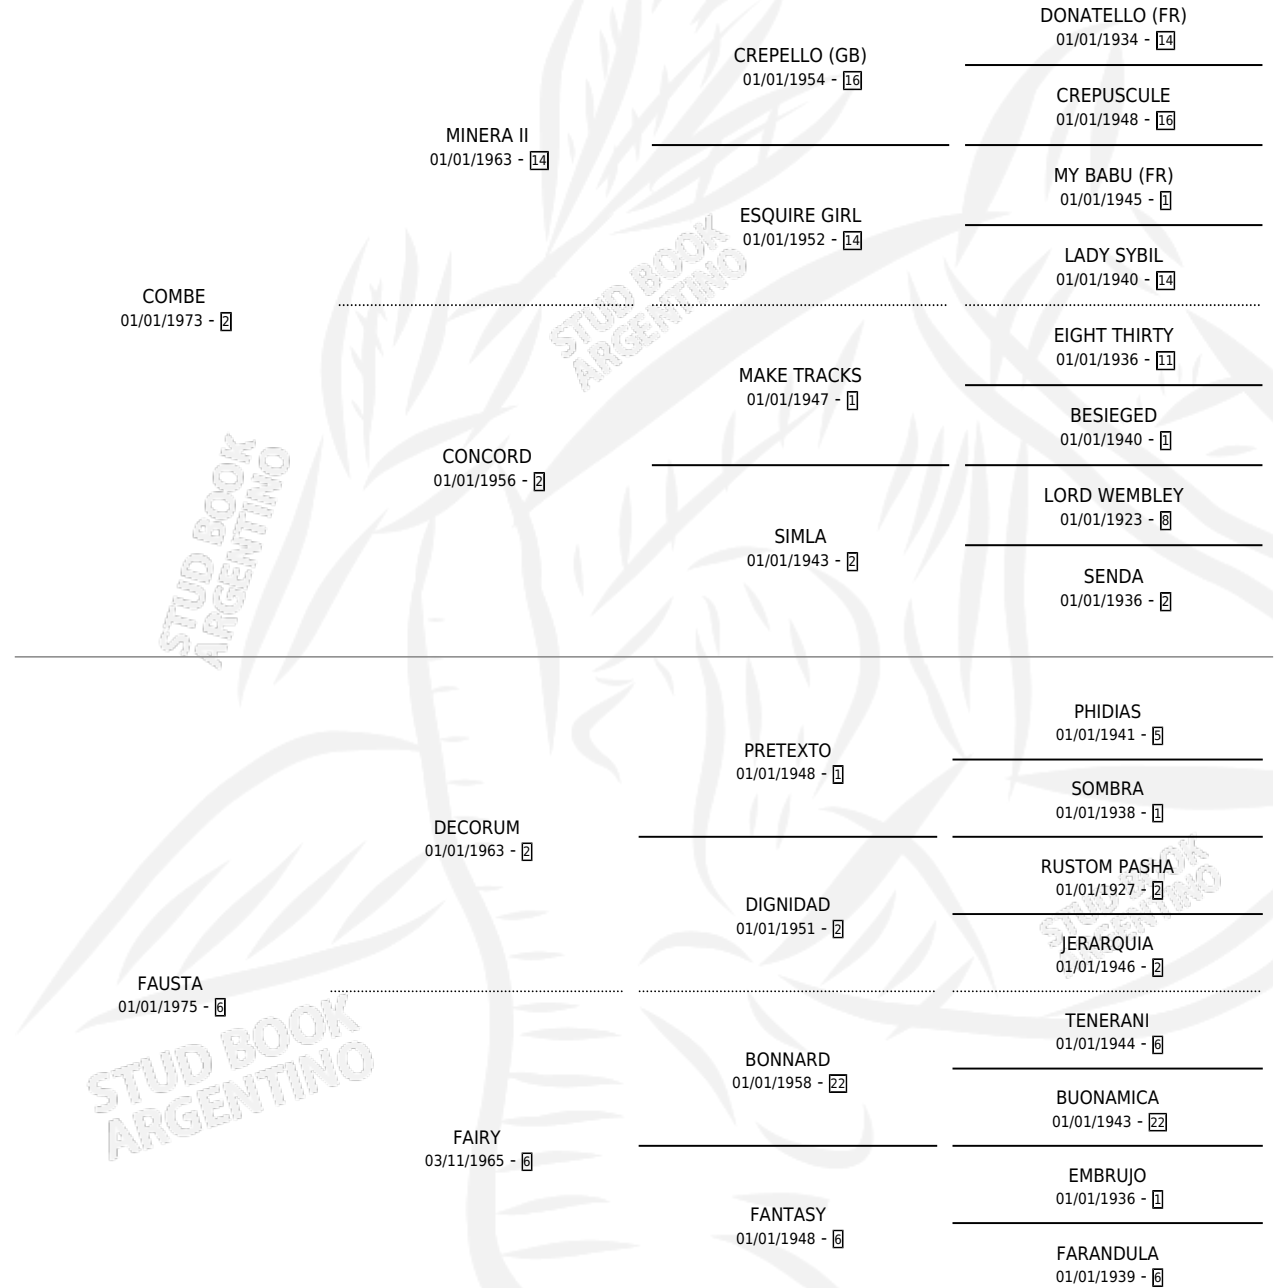 DONATELLO (FR)
01/01/1934 - 14
CREPELLO (GB)
01/01/1954 - 16
CREPUSCULE
01/01/1948 - 16
MINERA II
01/01/1963 - 14
MY BABU (FR)
01/01/1945 - 1
ESQUIRE GIRL
01/01/1952 - 14
LADY SYBIL
01/01/1940 - 14
COMBE
01/01/1973 - 2
EIGHT THIRTY
01/01/1936 - 11
MAKE TRACKS
01/01/1947 - 1
BESIEGED
01/01/1940 - 1
CONCORD
01/01/1956 - 2
LORD WEMBLEY
01/01/1923 - 8
SIMLA
01/01/1943 - 2
SENDA
01/01/1936 - 2
STUD BOOK
ARGENTINO
STUD BOOK
ARGENTINO
PHIDIAS
01/01/1941 - 5
PRETEXTO
01/01/1948 - 1
SOMBRA
01/01/1938 - 1
DECORUM
01/01/1963 - 2
RUSTOM PASHA
01/01/1927 - 2
DIGNIDAD
01/01/1951 - 2
JERARQUIA
01/01/1946 - 2
FAUSTA
01/01/1975 - 6
TENERANI
01/01/1944 - 6
BONNARD
01/01/1958 - 22
BUONAMICA
01/01/1943 - 22
FAIRY
03/11/1965 - 6
EMBRUJO
01/01/1936 - 1
FANTASY
01/01/1948 - 6
FARANDULA
01/01/1939 - 6
STUD BOOK
ARGENTINO
STUD BOOK
ARGENTINO